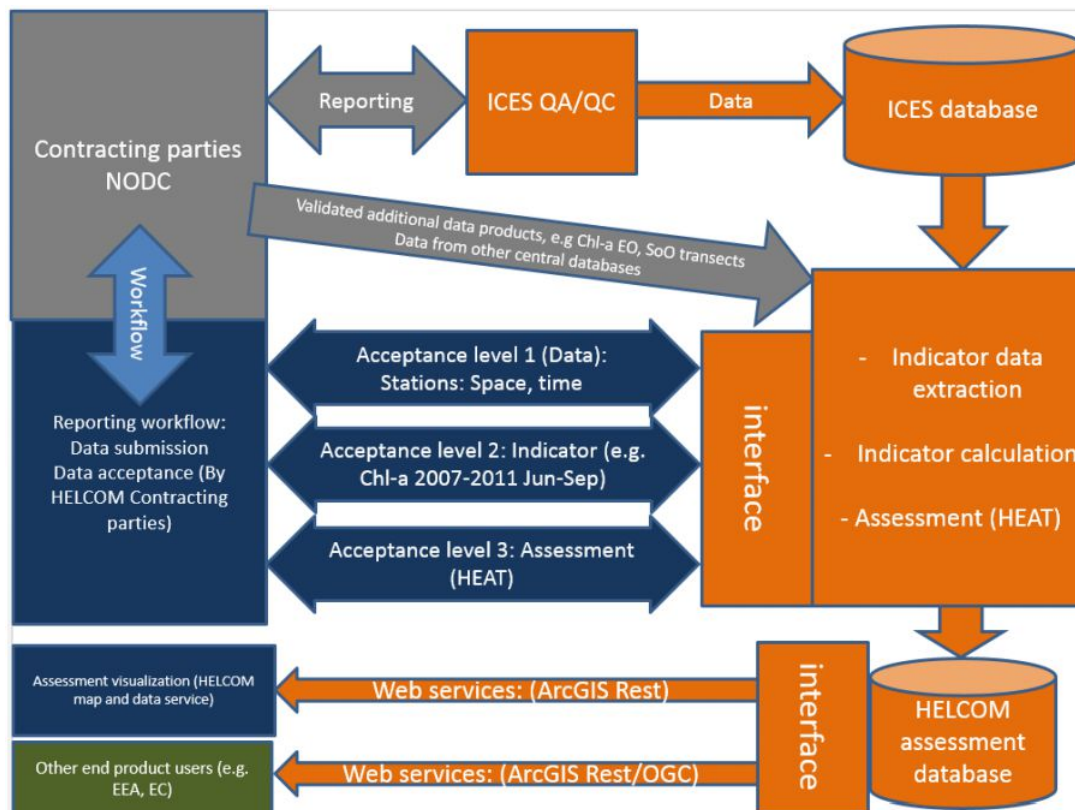 Contracting parties
NODC
Reporting
ICES QA/QC
Data
ICES database
Validated additional data products, e.g Chl-a EO, SoO transects
Data from other central databases
Workflow
Reporting workflow:
Data submission
Data acceptance (By
HELCOM Contracting
parties)
Acceptance level 1 (Data):
Stations: Space, time
Acceptance level 2: Indicator (e.g.
Chl-a 2007-2011 Jun-Sep)
Acceptance level 3: Assessment
(HEAT)
interface
- Indicator data
extraction
- Indicator calculation
- Assessment (HEAT)
Assessment visualization (HELCOM
map and data service)
Web services: (ArcGIS Rest)
Other end product users (e.g.
EEA, EC)
Web services: (ArcGIS Rest/OGC)
interface
HELCOM
assessment
database